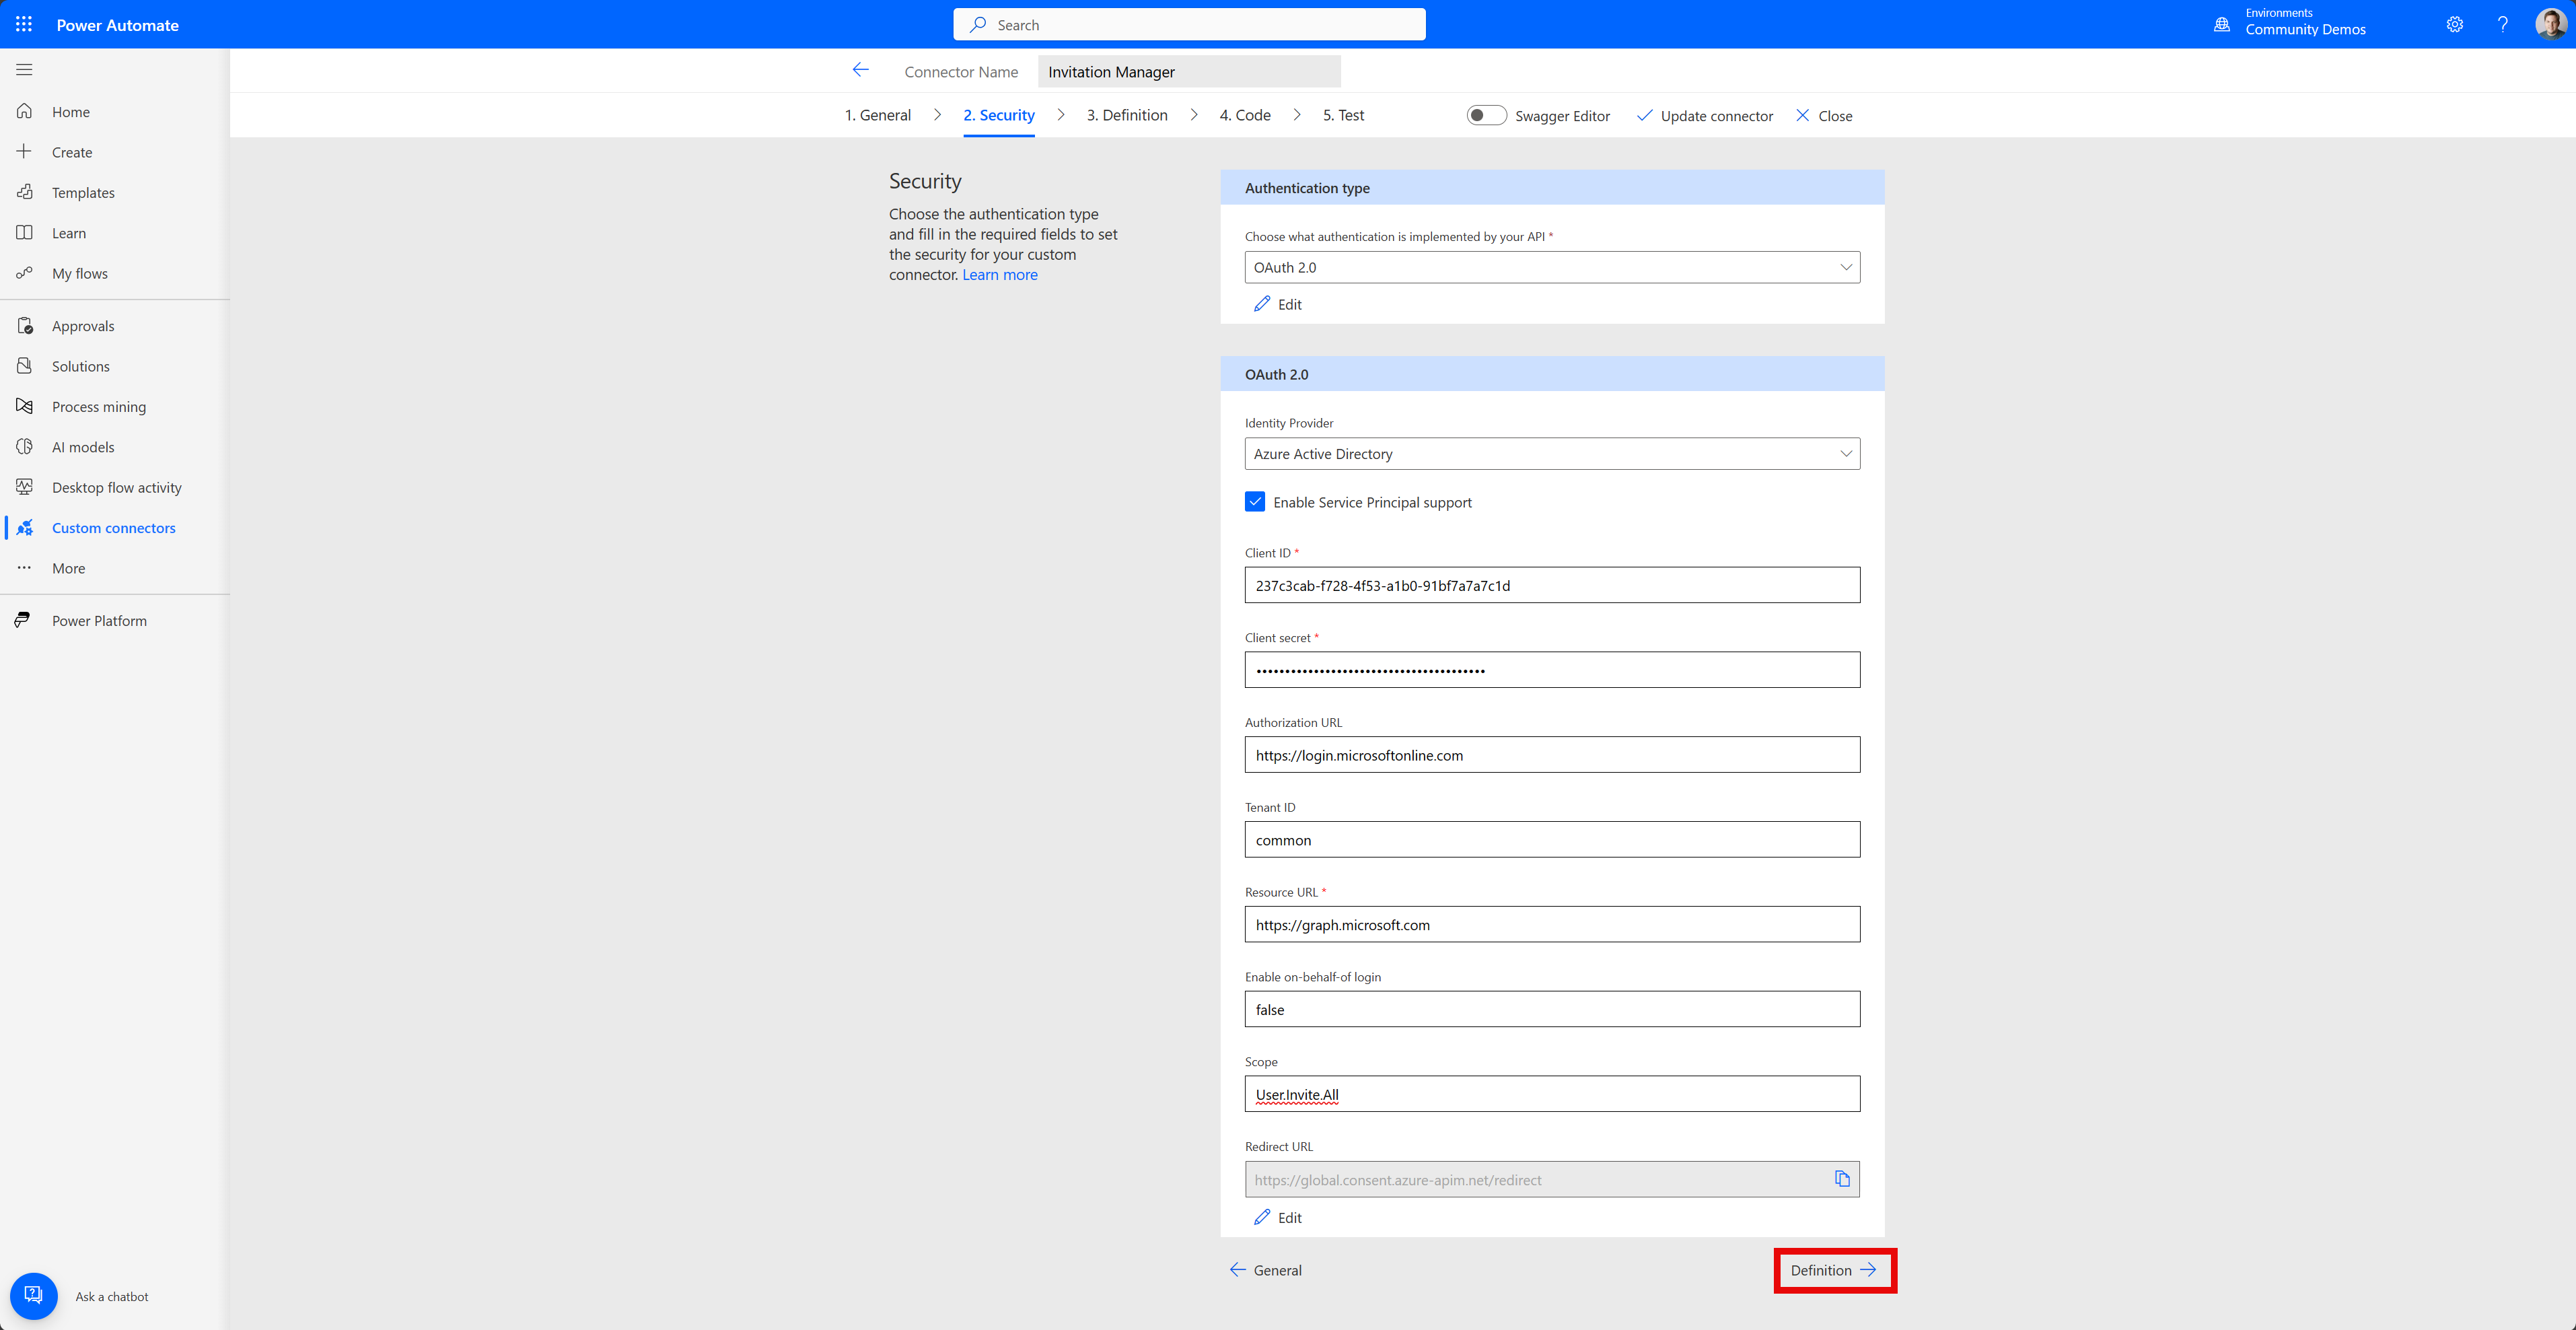 Power Automate
Search
Environments
Community Demos
Connector Name
Invitation Manager
1. General
2. Security
3. Definition
4. Code
5. Test
Swagger Editor
Update connector
Close
Home
Create
Templates
Learn
My flows
Approvals
Solutions
Process mining
AI models
Desktop flow activity
Custom connectors
More
Power Platform
Ask a chatbot
Security
Choose the authentication type
and fill in the required fields to set
the security for your custom
connector. Learn more
Authentication type
Choose what authentication is implemented by your API *
OAuth 2.0
Edit
OAuth 2.0
Identity Provider
Azure Active Directory
Enable Service Principal support
Client ID *
237c3cab-f728-4f53-a1b0-91bf7a7a7c1d
Client secret *
••••••••••••••••••••••••••••••••••••••••
Authorization URL
https://login.microsoftonline.com
Tenant ID
common
Resource URL *
https://graph.microsoft.com
Enable on-behalf-of login
false
Scope
User.Invite.All
Redirect URL
https://global.consent.azure-apim.net/redirect
Edit
General
Definition